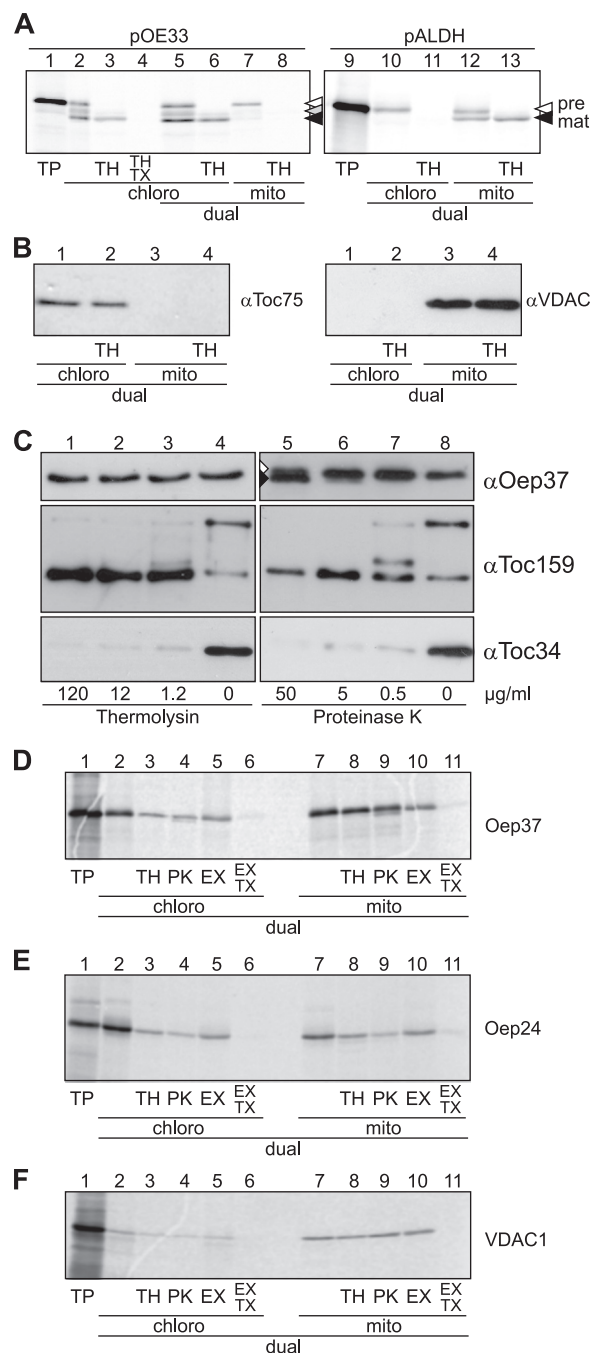 A
pOE33 pALDH
1 2 3 4 5 6 7 8 9 10 11 12 13
pre
mat
TP TH TH TX TH TH TP TH TH
chloro mito chloro mito
dual dual
B
1 2 3 4 1 2 3 4
αToc75 αVDAC
TH TH TH TH
chloro mito chloro mito
dual dual
C
1 2 3 4 5 6 7 8
αOep37
αToc159
αToc34
120 12 1.2 0 50 5 0.5 0 µg/ml
Thermolysin Proteinase K
D
1 2 3 4 5 6 7 8 9 10 11
Oep37
TP TH PK EX EX TX TH PK EX EX TX
chloro mito
dual
E
1 2 3 4 5 6 7 8 9 10 11
Oep24
TP TH PK EX EX TX TH PK EX EX TX
chloro mito
dual
F
1 2 3 4 5 6 7 8 9 10 11
VDAC1
TP TH PK EX EX TX TH PK EX EX TX
chloro mito
dual